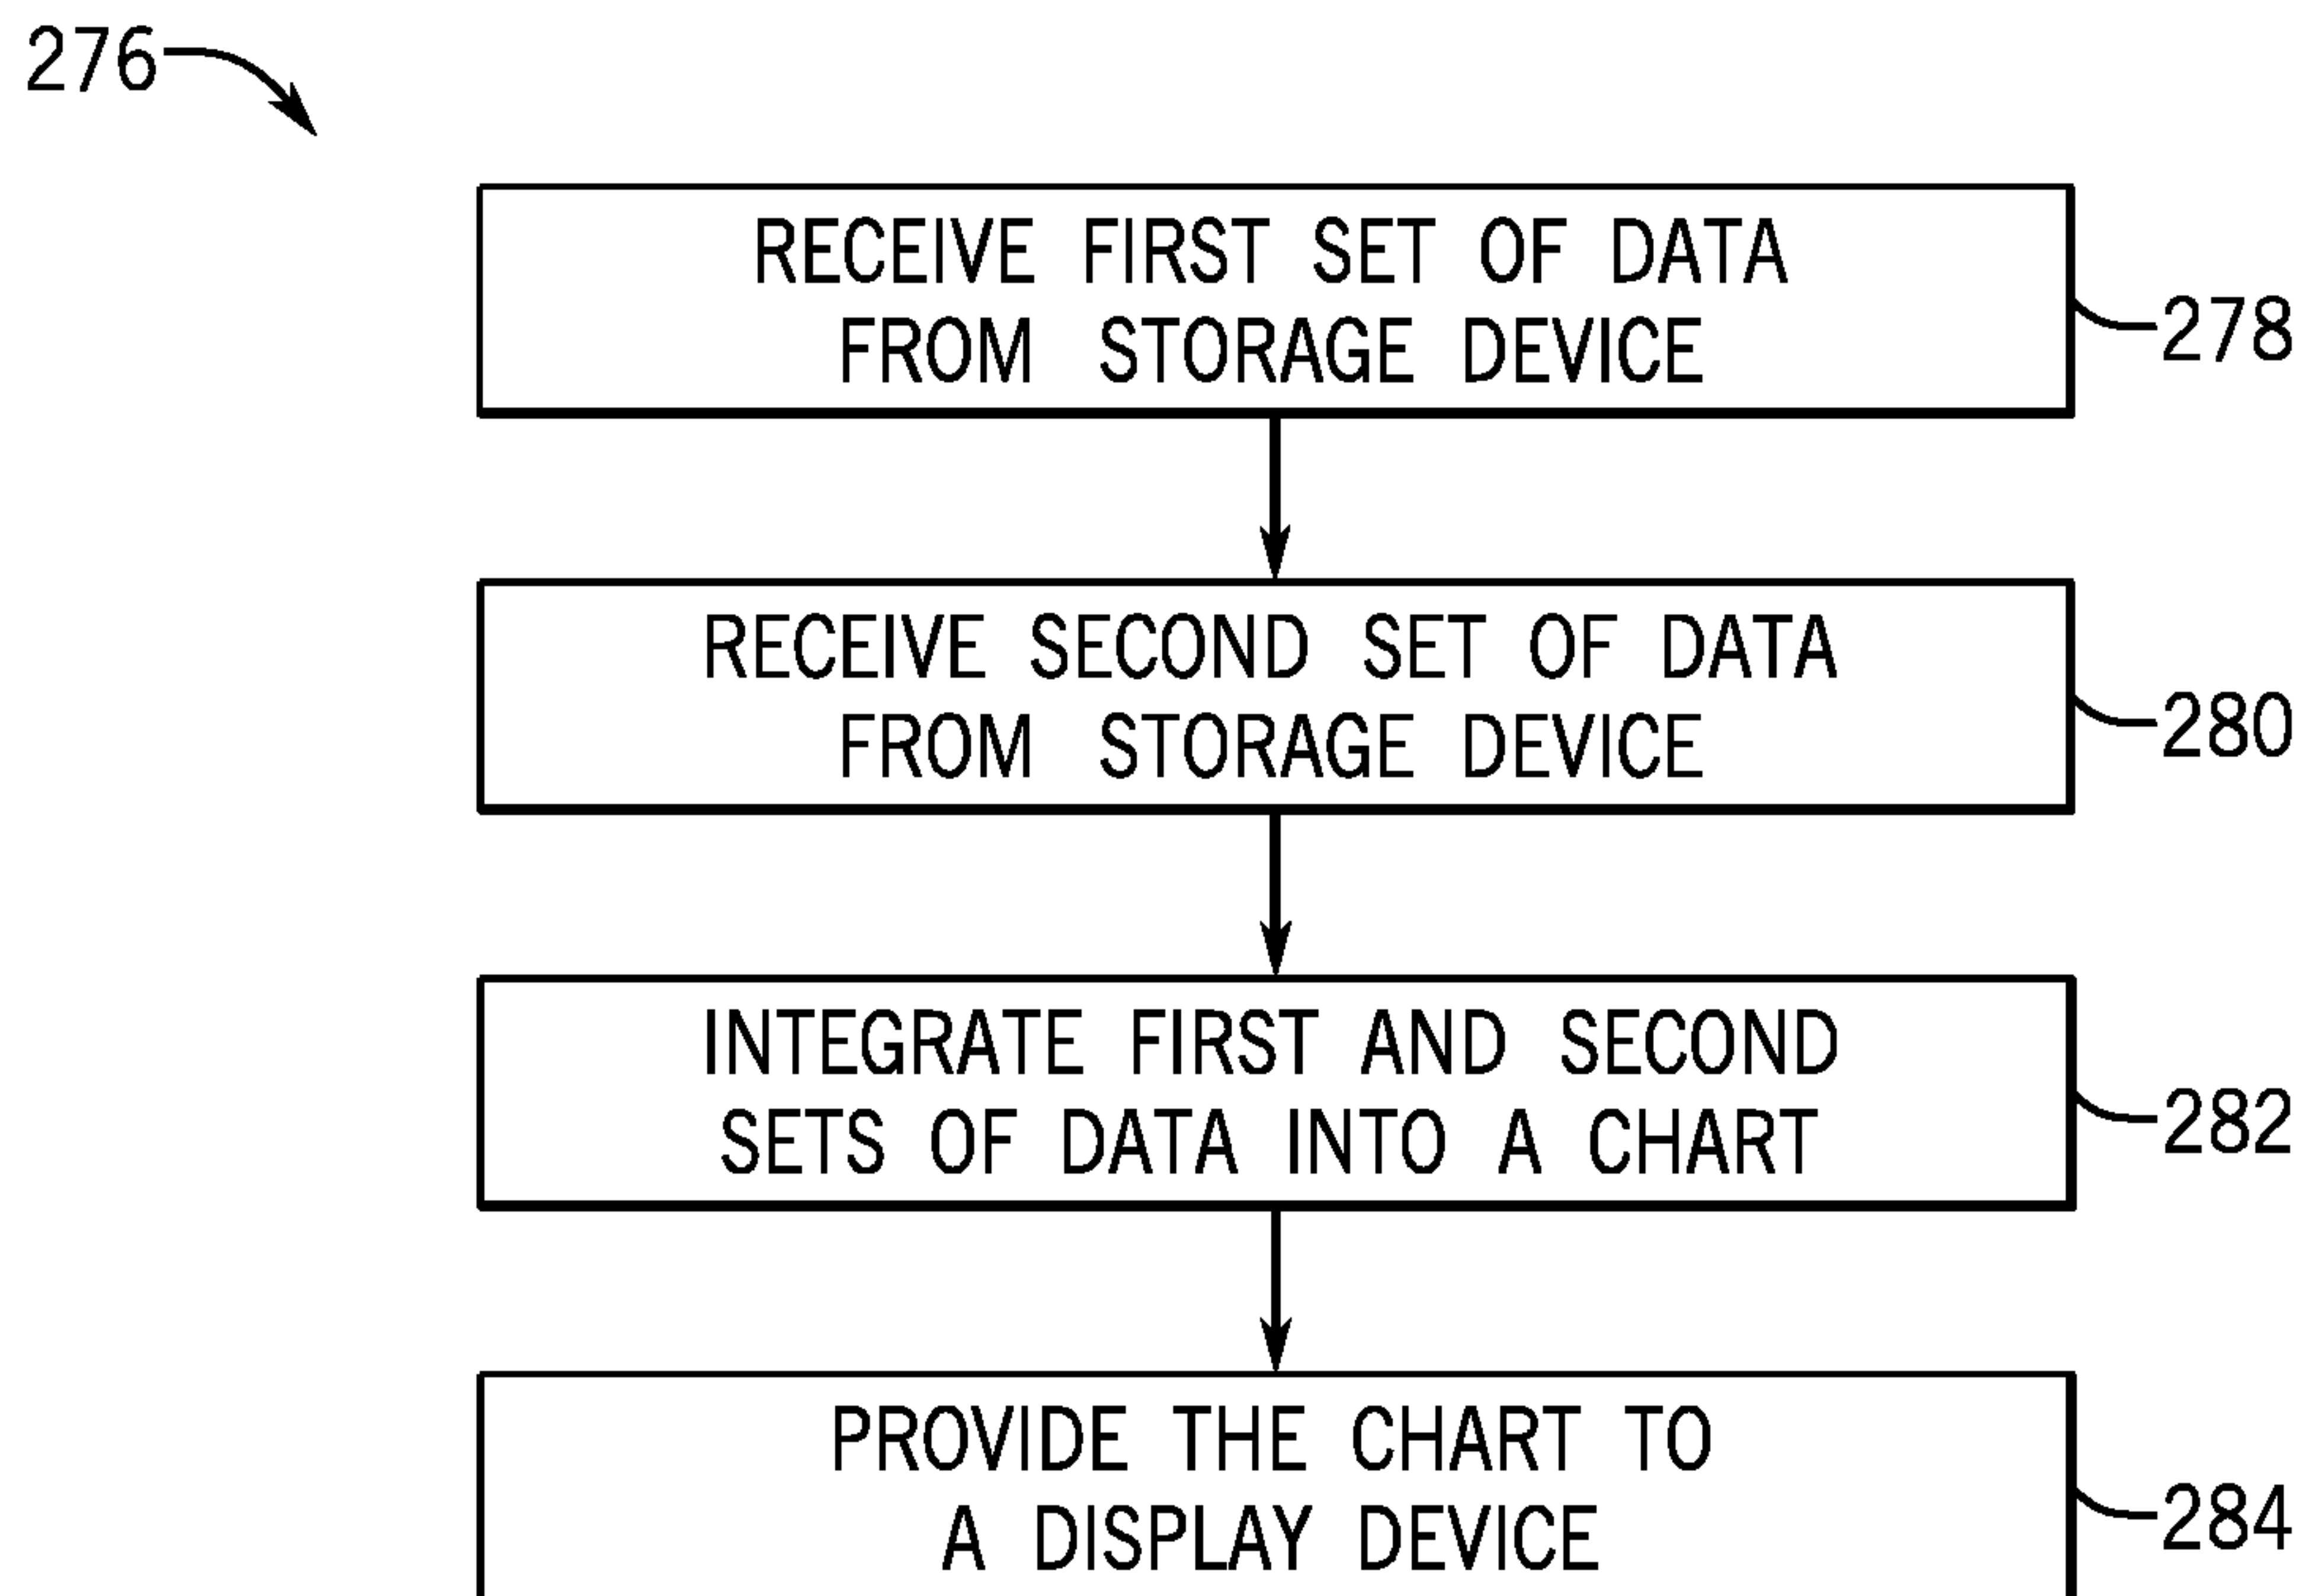 276
RECEIVE FIRST SET OF DATA
FROM STORAGE DEVICE
278
RECEIVE SECOND SET OF DATA
FROM STORAGE DEVICE
280
INTEGRATE FIRST AND SECOND
SETS OF DATA INTO A CHART
282
PROVIDE THE CHART TO
A DISPLAY DEVICE
284